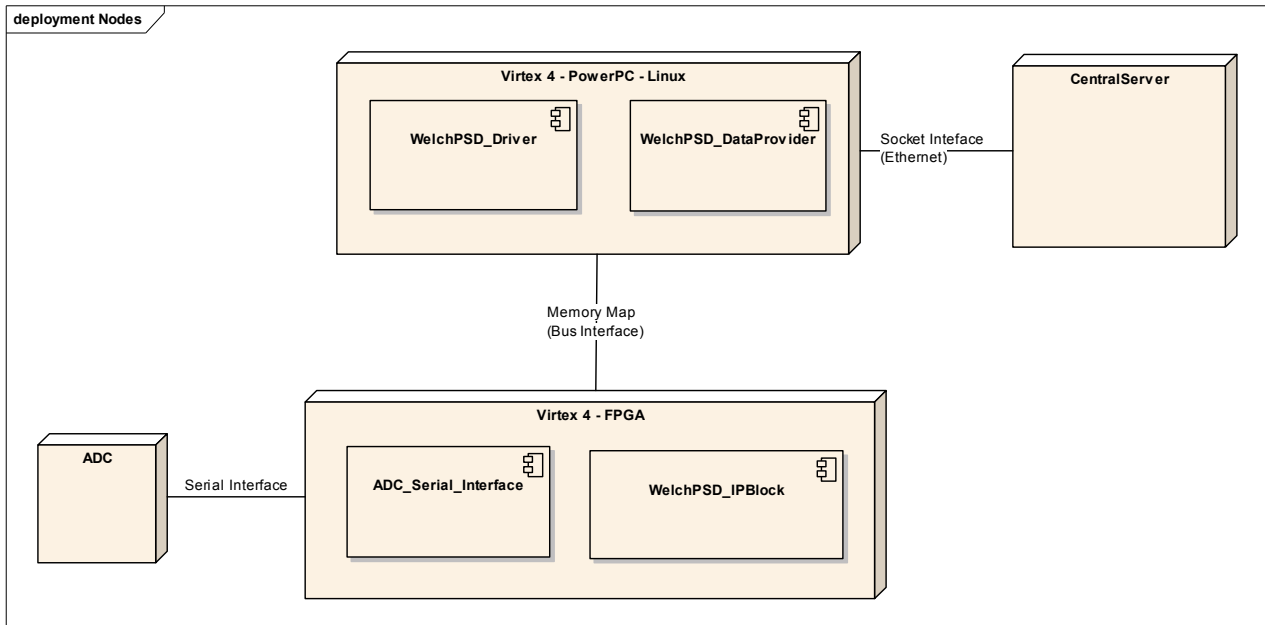 deployment Nodes
Virtex 4 - PowerPC - Linux
CentralServer
WelchPSD_Driver
WelchPSD_DataProvider
Socket Inteface
(Ethernet)
Memory Map
(Bus Interface)
Virtex 4 - FPGA
ADC
Serial Interface
ADC_Serial_Interface
WelchPSD_IPBlock